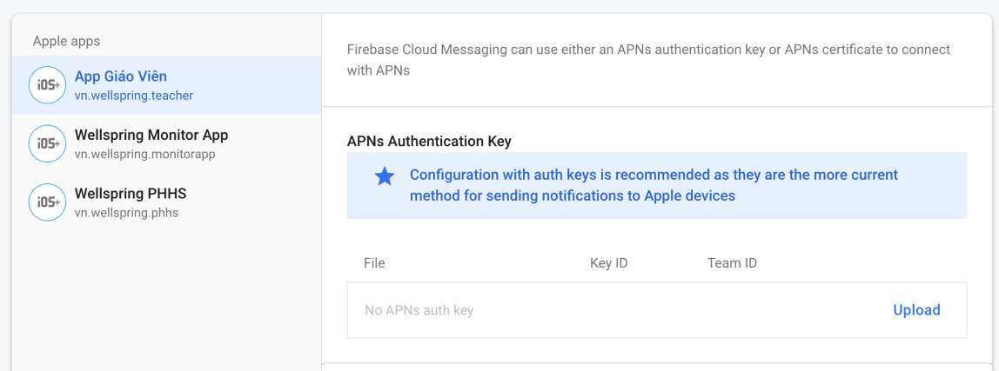 Apple apps
iOS+
App Giáo Viên
vn.wellspring.teacher
iOS+
Wellspring Monitor App
vn.wellspring.monitorapp
iOS+
Wellspring PHHS
vn.wellspring.phhs
Firebase Cloud Messaging can use either an APNs authentication key or APNs certificate to connect
with APNs
APNs Authentication Key
Configuration with auth keys is recommended as they are the more current
method for sending notifications to Apple devices
File Key ID Team ID
No APNs auth key Upload